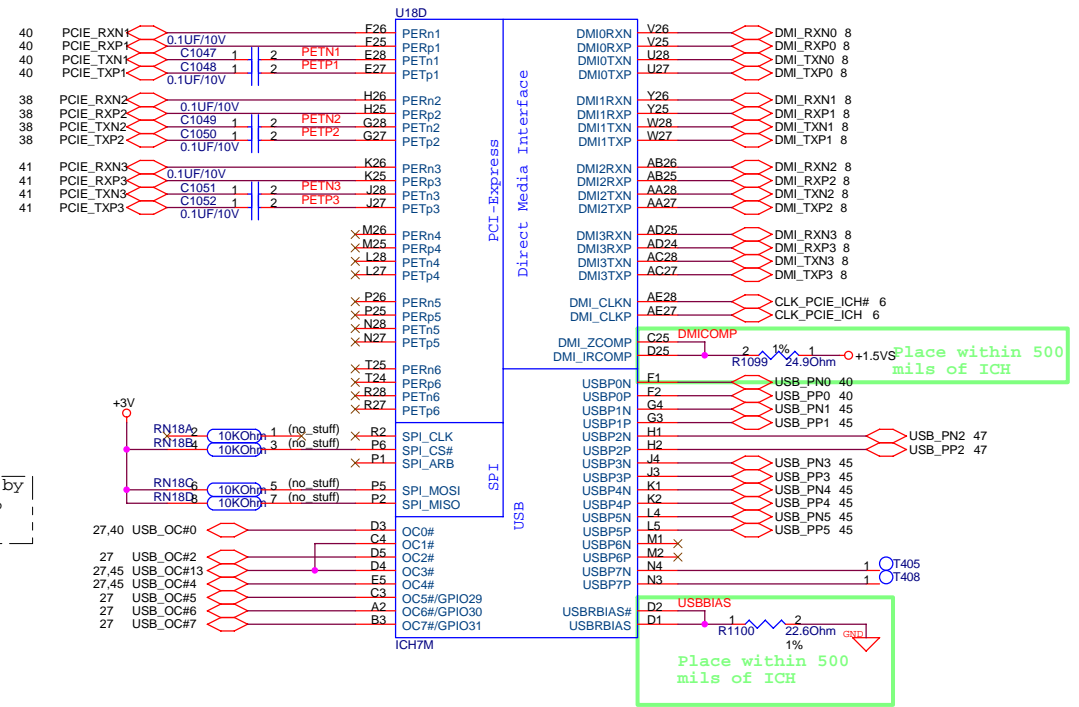 U18D
40 PCIE_RXN1 F26 PERn1 DMI0RXN V26 DMI_RXN0 8
40 PCIE_RXP1 0.1UF/10V F25 PERp1 DMI0RXP V25 DMI_RXP0 8
40 PCIE_TXN1 C1047 1 2 PETN1 E28 PETn1 DMI0TXN U28 DMI_TXN0 8
40 PCIE_TXP1 C1048 1 2 PETP1 E27 PETp1 DMI0TXP U27 DMI_TXP0 8
0.1UF/10V
38 PCIE_RXN2 H26 PERn2 DMI1RXN Y26 DMI_RXN1 8
38 PCIE_RXP2 0.1UF/10V H25 PERp2 DMI1RXP Y25 DMI_RXP1 8
38 PCIE_TXN2 C1049 1 2 PETN2 G28 PETn2 DMI1TXN W28 DMI_TXN1 8
38 PCIE_TXP2 C1050 1 2 PETP2 G27 PETp2 DMI1TXP W27 DMI_TXP1 8
0.1UF/10V
41 PCIE_RXN3 K26 PERn3 DMI2RXN AB26 DMI_RXN2 8
41 PCIE_RXP3 0.1UF/10V K25 PERp3 DMI2RXP AB25 DMI_RXP2 8
41 PCIE_TXN3 C1051 1 2 PETN3 J28 PETn3 DMI2TXN AA28 DMI_TXN2 8
41 PCIE_TXP3 C1052 1 2 PETP3 J27 PETp3 DMI2TXP AA27 DMI_TXP2 8
0.1UF/10V
PCI-Express
Direct Media Interface
M26 PERn4 DMI3RXN AD25 DMI_RXN3 8
M25 PERp4 DMI3RXP AD24 DMI_RXP3 8
L28 PETn4 DMI3TXN AC28 DMI_TXN3 8
L27 PETp4 DMI3TXP AC27 DMI_TXP3 8
P26 PERn5 DMI_CLKN AE28 CLK_PCIE_ICH# 6
P25 PERp5 DMI_CLKP AE27 CLK_PCIE_ICH 6
N28 PETn5
N27 PETp5 DMI_ZCOMP C25 DMICOMP
DMI_IRCOMP D25 2 1% 1 +1.5VS
R1099 24.9Ohm
Place within 500
mils of ICH
T25 PERn6
T24 PERp6 USBP0N F1 USB_PN0 40
R28 PETn6 USBP0P F2 USB_PP0 40
R27 PETp6 USBP1N G4 USB_PN1 45
+3V
USBP1P G3 USB_PP1 45
RN18A 2 10KOhm 1 (no_stuff) R2 SPI_CLK USBP2N H1 USB_PN2 47
RN18B 4 10KOhm 3 (no_stuff) P6 SPI_CS# USBP2P H2 USB_PP2 47
P1 SPI_ARB USBP3N J4 USB_PN3 45
USBP3P J3 USB_PP3 45
SPI
USB
RN18C 6 10KOhm 5 (no_stuff) P5 SPI_MOSI USBP4N K1 USB_PN4 45
RN18D 8 10KOhm 7 (no_stuff) P2 SPI_MISO USBP4P K2 USB_PP4 45
by
USBP5N L4 USB_PN5 45
27,40 USB_OC#0 D3 OC0# USBP5P L5 USB_PP5 45
C4 OC1# USBP6N M1
27 USB_OC#2 D5 OC2# USBP6P M2
27,45 USB_OC#13 D4 OC3# USBP7N N4 1 T405
27,45 USB_OC#4 E5 OC4# USBP7P N3 1 T408
27 USB_OC#5 C3 OC5#/GPIO29
27 USB_OC#6 A2 OC6#/GPIO30 USBRBIAS# D2 USBBIAS
27 USB_OC#7 B3 OC7#/GPIO31 USBRBIAS D1 1 2
R1100 22.6Ohm GND
1%
ICH7M
Place within 500
mils of ICH